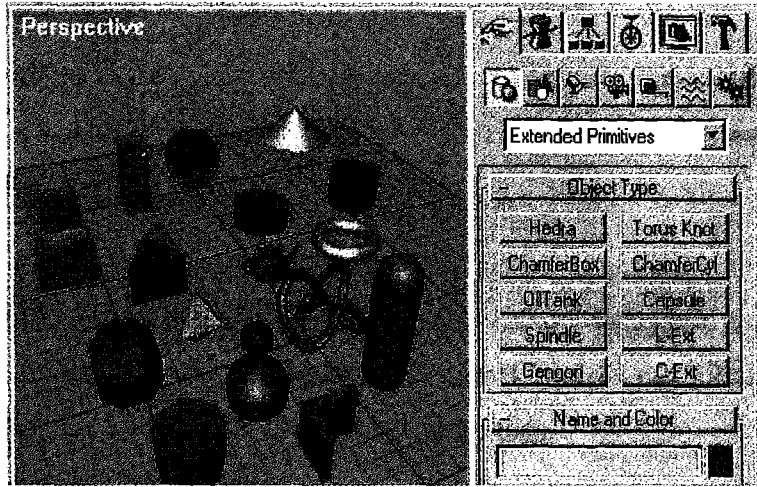 Perspective
Extended Primitives
Object Type
Hedra Torus Knot
ChamferBox ChamferCyl
OilTank Capsule
Spindle L-Ext
Gengon C-Ext
Name and Color